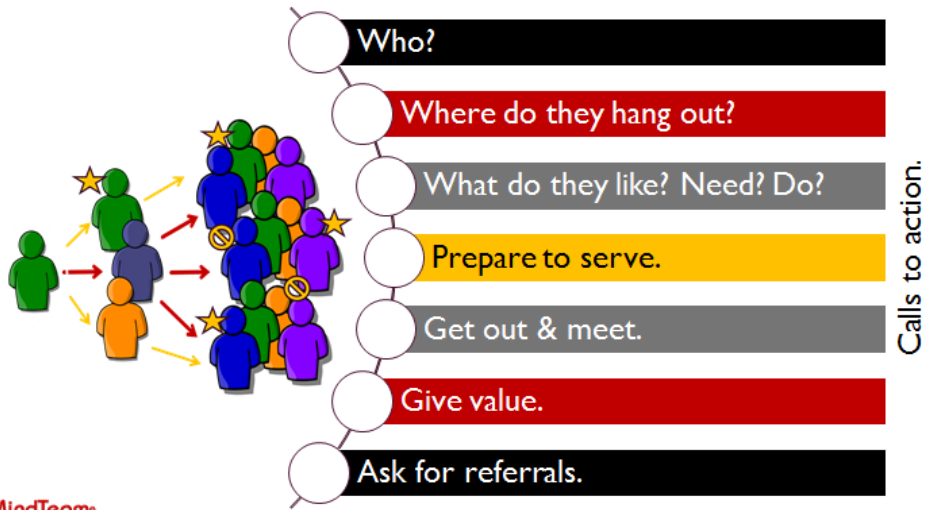 Who?
Where do they hang out?
What do they like? Need? Do?
Prepare to serve.
Get out & meet.
Give value.
Ask for referrals.
Calls to action.
MindTeam